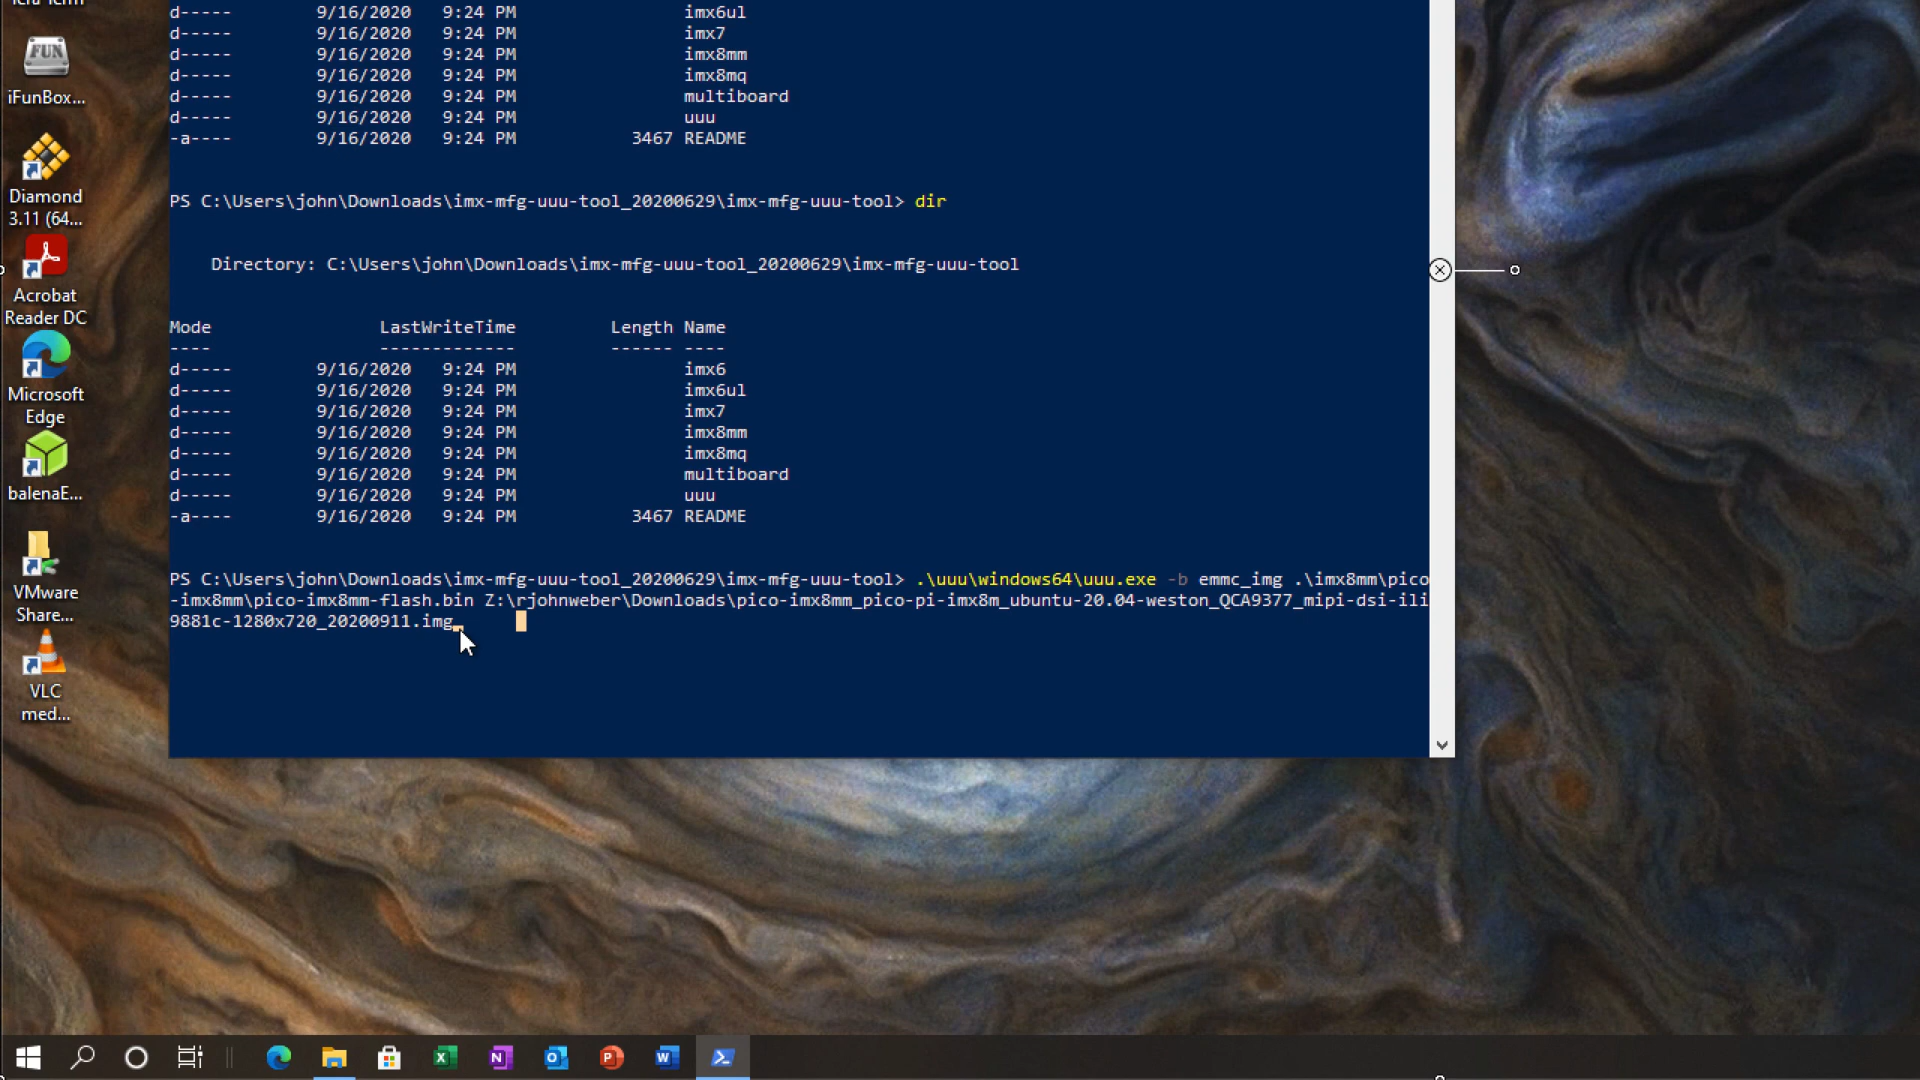 d-----        9/16/2020   9:24 PM                imx6ul
iFunBox...
d-----        9/16/2020   9:24 PM                imx7
d-----        9/16/2020   9:24 PM                imx8mm
d-----        9/16/2020   9:24 PM                imx8mq
d-----        9/16/2020   9:24 PM                multiboard
d-----        9/16/2020   9:24 PM                uuu
-a----        9/16/2020   9:24 PM           3467 README
PS C:\Users\john\Downloads\imx-mfg-uuu-tool_20200629\imx-mfg-uuu-tool> dir
Directory: C:\Users\john\Downloads\imx-mfg-uuu-tool_20200629\imx-mfg-uuu-tool
Mode                LastWriteTime         Length Name
----                -------------         ------ ----
d-----        9/16/2020   9:24 PM                imx6
d-----        9/16/2020   9:24 PM                imx6ul
d-----        9/16/2020   9:24 PM                imx7
d-----        9/16/2020   9:24 PM                imx8mm
d-----        9/16/2020   9:24 PM                imx8mq
d-----        9/16/2020   9:24 PM                multiboard
d-----        9/16/2020   9:24 PM                uuu
-a----        9/16/2020   9:24 PM           3467 README
PS C:\Users\john\Downloads\imx-mfg-uuu-tool_20200629\imx-mfg-uuu-tool> .\uuu\windows64\uuu.exe -b emmc_img .\imx8mm\pico
-imx8mm\pico-imx8mm-flash.bin Z:\rjohnweber\Downloads\pico-imx8mm_pico-pi-imx8m_ubuntu-20.04-weston_QCA9377_mipi-dsi-ili
9881c-1280x720_20200911.img
FUN
Diamond
3.11 (64...
Acrobat
Reader DC
Microsoft
Edge
balenaE...
VMware
Share...
VLC
med...
X
N
O
P
W